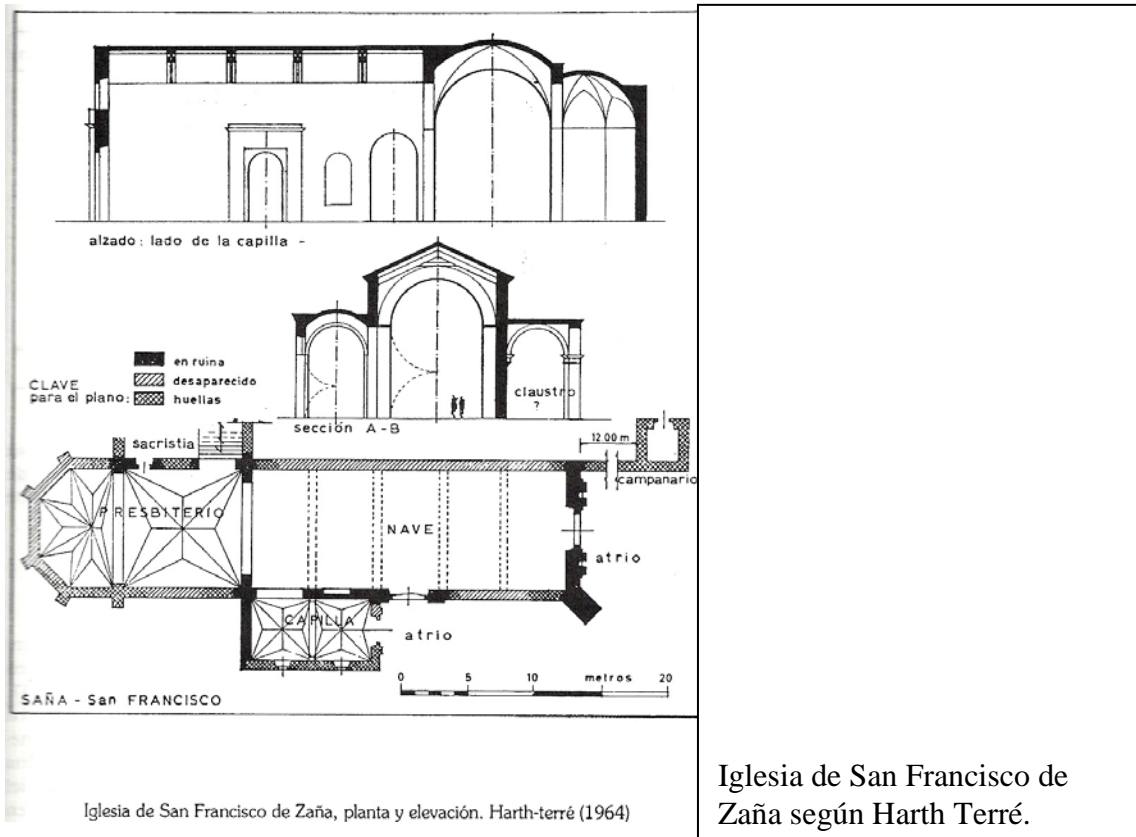 alzado: lado de la capilla -
CLAVE
para el plano:
en ruina
desaparecido
huellas
claustro
?
sección A-B
sacristia
12.00 m
campanario
PRESBITERIO
NAVE
atrio
CAPILLA
atrio
0 5 10 metros 20
SAÑA - San FRANCISCO
Iglesia de San Francisco de Zaña, planta y elevación. Harth-terré (1964)
Iglesia de San Francisco de
Zaña según Harth Terré.